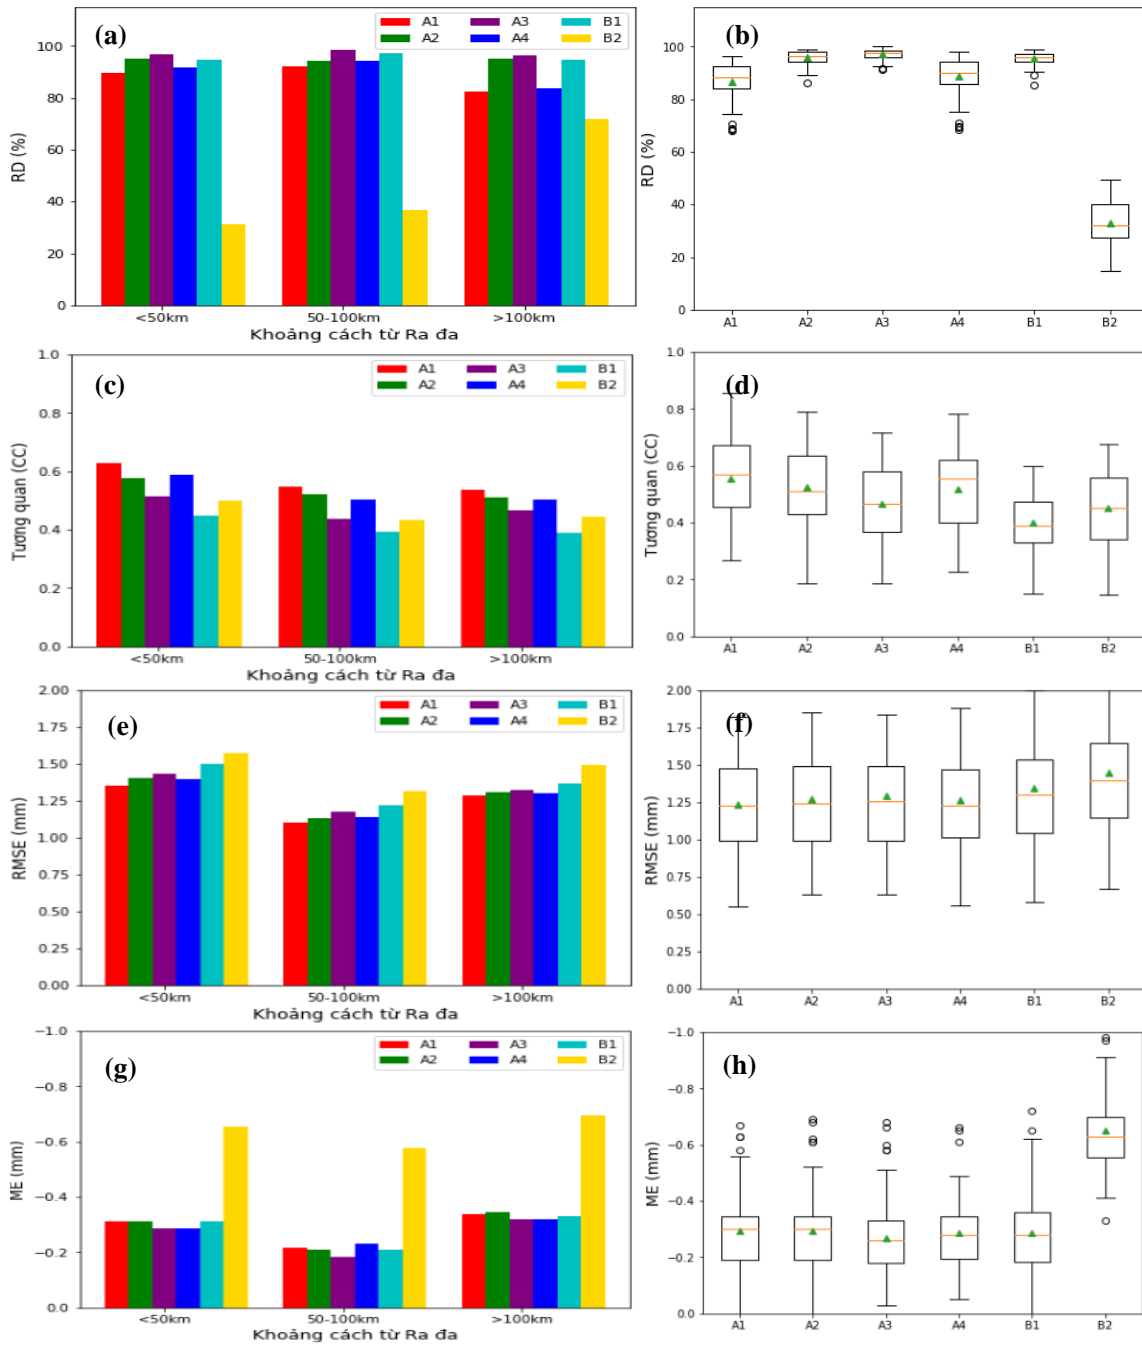 (a)
A1 A3 B1
A2 A4 B2
100
80
60
40
20
0
RD (%)
<50km 50-100km >100km
Khoảng cách từ Ra đa
(b)
100
80
60
40
20
0
RD (%)
A1 A2 A3 A4 B1 B2
(c)
A1 A3 B1
A2 A4 B2
1.0
0.8
0.6
0.4
0.2
0.0
Tương quan (CC)
<50km 50-100km >100km
Khoảng cách từ Ra đa
(d)
1.0
0.8
0.6
0.4
0.2
0.0
Tương quan (CC)
A1 A2 A3 A4 B1 B2
(e)
A1 A3 B1
A2 A4 B2
2.00
1.75
1.50
1.25
1.00
0.75
0.50
0.25
0.00
RMSE (mm)
<50km 50-100km >100km
Khoảng cách từ Ra đa
(f)
2.00
1.75
1.50
1.25
1.00
0.75
0.50
0.25
0.00
RMSE (mm)
A1 A2 A3 A4 B1 B2
(g)
A1 A3 B1
A2 A4 B2
−1.0
−0.8
−0.6
−0.4
−0.2
0.0
ME (mm)
<50km 50-100km >100km
Khoảng cách từ Ra đa
(h)
−1.0
−0.8
−0.6
−0.4
−0.2
0.0
ME (mm)
A1 A2 A3 A4 B1 B2